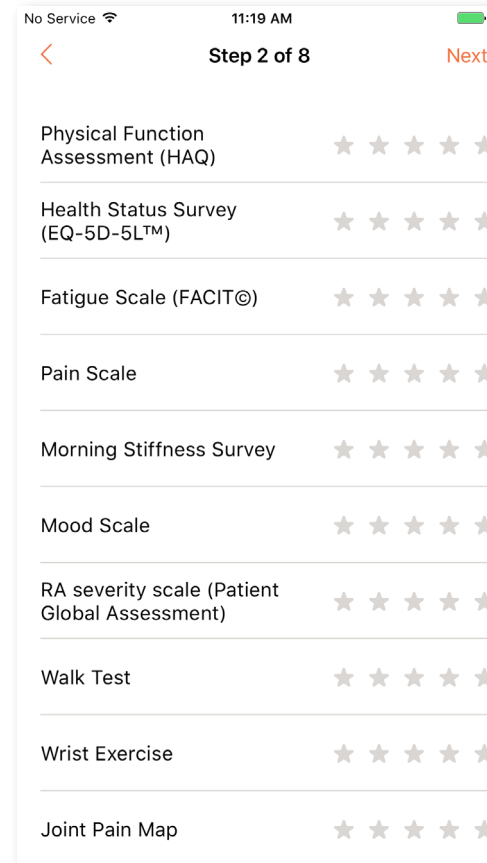 No Service 11:19 AM
Step 2 of 8 Next
Physical Function
Assessment (HAQ)
Health Status Survey
(EQ-5D-5L™)
Fatigue Scale (FACIT©)
Pain Scale
Morning Stiffness Survey
Mood Scale
RA severity scale (Patient
Global Assessment)
Walk Test
Wrist Exercise
Joint Pain Map